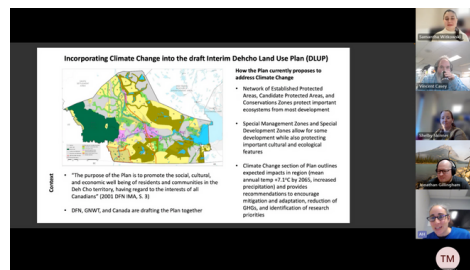 Incorporating Climate Change into the draft Interim Dehcho Land Use Plan (DLUP)
How the Plan currently proposes to
address Climate Change
• Network of Established Protected
Areas, Candidate Protected Areas, and
Conservations Zones protect important
ecosystems from most development
• Special Management Zones and Special
Development Zones allow for some
development while also protecting
important cultural and ecological
features
• Climate Change section of Plan outlines
expected impacts in region (mean
annual temp +7.1°C by 2065, increased
precipitation) and provides
recommendations to encourage
mitigation and adaptation, reduction of
GHGs, and identification of research
priorities
Context
• "The purpose of the Plan is to promote the social, cultural,
and economic well being of residents and communities in the
Deh Cho territory, having regard to the interests of all
Canadians" (2001 DFN IMA, S. 3)
• DFN, GNWT, and Canada are drafting the Plan together
Samantha
Vincent Casey
Shelby
Jonathan Gillingham
TM